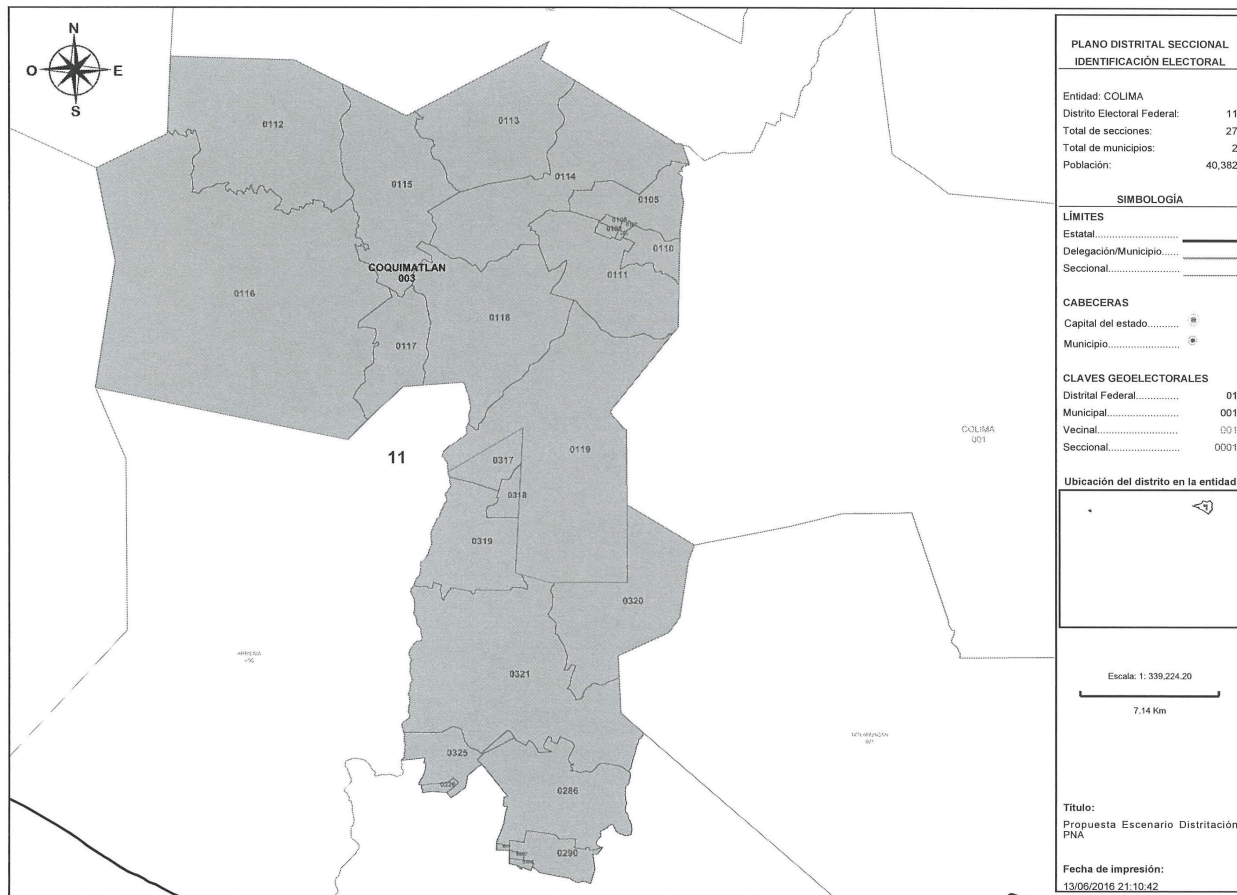 N
O
E
S
0112
0113
0114
0115
0105
0110
0111
COQUIMATLAN
003
0116
0118
0117
0119
COLIMA
001
11
0317
0318
0319
0320
0321
0325
0326
0286
0290
PLANO DISTRITAL SECCIONAL
IDENTIFICACIÓN ELECTORAL
Entidad: COLIMA
Distrito Electoral Federal: 11
Total de secciones: 27
Total de municipios: 2
Población: 40,382
SIMBOLOGÍA
LÍMITES
Estatal
Delegación/Municipio
Seccional
CABECERAS
Capital del estado
Municipio
CLAVES GEOELECTORALES
Distrital Federal 01
Municipal 001
Vecinal 001
Seccional 0001
Ubicación del distrito en la entidad
Escala: 1: 339,224.20
7.14 Km
Título:
Propuesta Escenario Distritación
PNA
Fecha de impresión:
13/06/2016 21:10:42